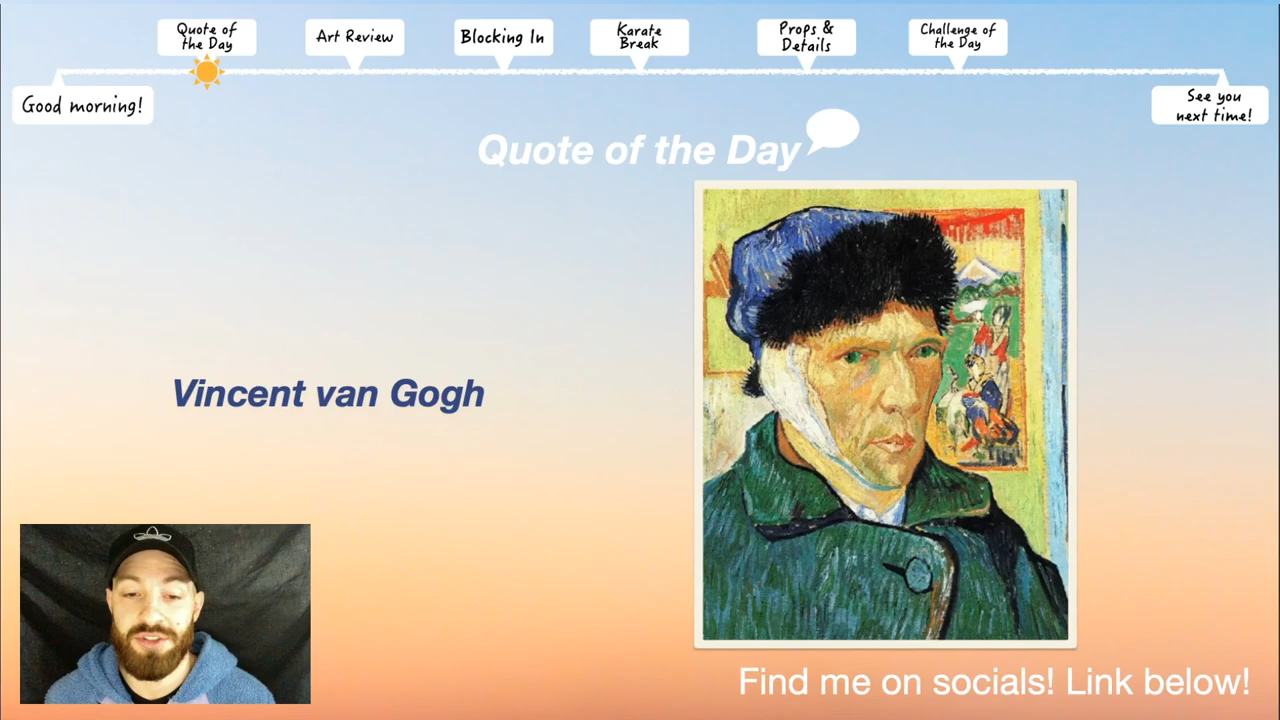 Quote of
the Day
Art Review
Blocking In
Karate
Break
Props &
Details
Challenge of
the Day
Good morning!
See you
next time!
Quote of the Day
Vincent van Gogh
Find me on socials! Link below!